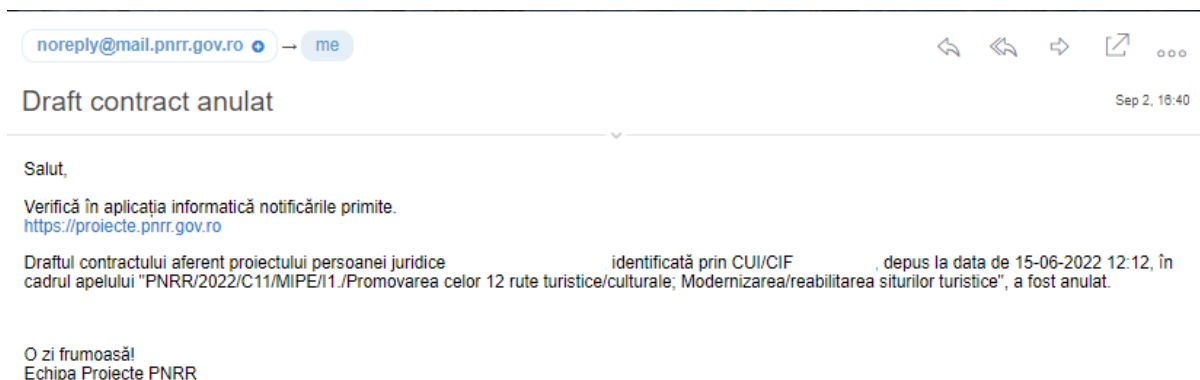 noreply@mail.pnrr.gov.ro → me
Draft contract anulat
Sep 2, 16:40
Salut,
Verifică în aplicația informatică notificările primite.
https://proiecte.pnrr.gov.ro
Draftul contractului aferent proiectului persoanei juridice identificată prin CUI/CIF , depus la data de 15-06-2022 12:12, în
cadrul apelului "PNRR/2022/C11/MIPE/I1./Promovarea celor 12 rute turistice/culturale; Modernizarea/reabilitarea siturilor turistice", a fost anulat.
O zi frumoasă!
Echipa Proiecte PNRR